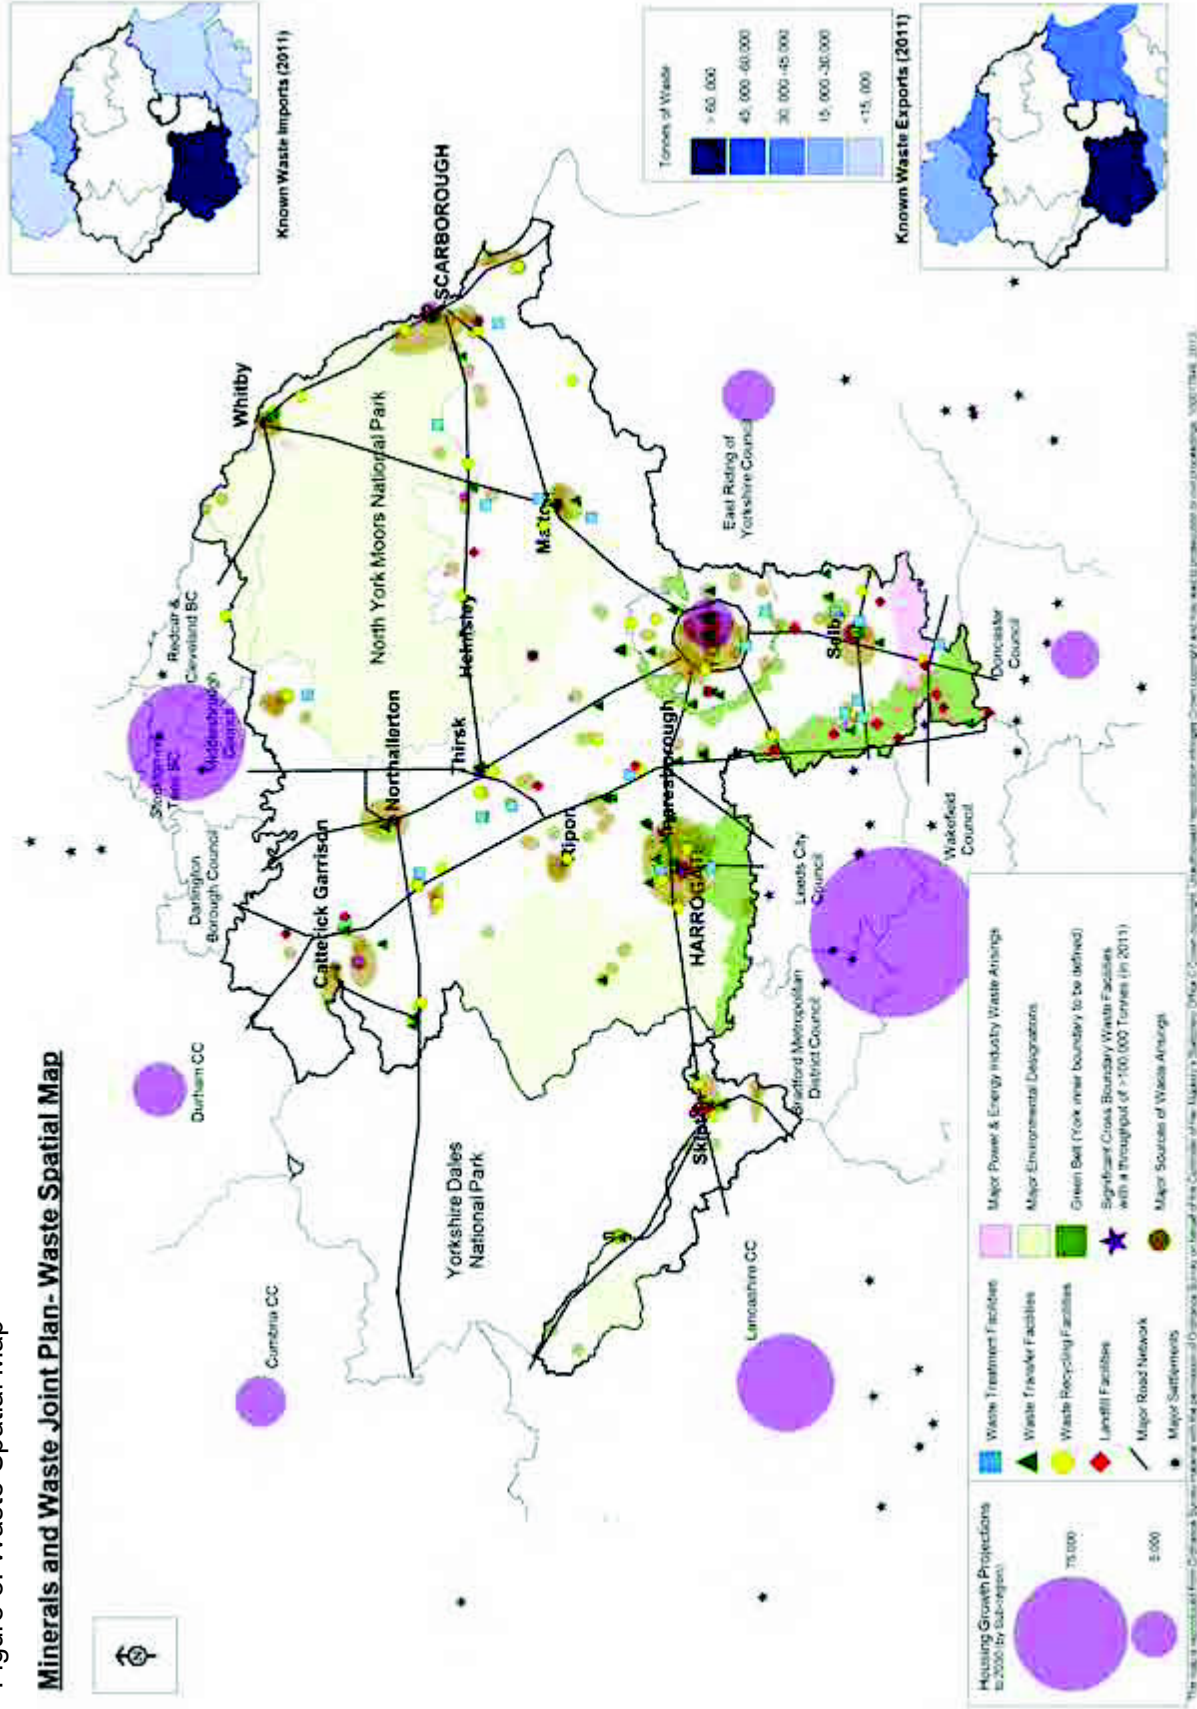 Minerals and Waste Joint Plan- Waste Spatial Map
N
Cumbria CC
Durham CC
Darlington
Borough Council
Stockton-on-
Tees BC
Middlesbrough
Council
Redcar &
Cleveland BC
Whitby
SCARBOROUGH
North York Moors National Park
Catterick Garrison
Northallerton
Thirsk
Helmsley
Malton
Yorkshire Dales
National Park
Ripon
Knaresborough
HARROGATE
Skipton
Selby
East Riding of
Yorkshire Council
Lancashire CC
Bradford Metropolitan
District Council
Leeds City
Council
Wakefield
Council
Doncaster
Council
Known Waste Imports (2011)
Tonnes of Waste
> 60, 000
45, 000 -60,000
30, 000 -45, 000
15, 000 -30,000
<15, 000
Known Waste Exports (2011)
Housing Growth Projections
to 2030 (by Sub-region)
75,000
5,000
Waste Treatment Facilities
Waste Transfer Facilities
Waste Recycling Facilities
Landfill Facilities
Major Road Network
Major Settlements
Major Power & Energy Industry Waste Arisings
Major Environmental Designations
Green Belt (York inner boundary to be defined)
Significant Cross Boundary Waste Facilities
with a throughput of >100,000 Tonnes (in 2011)
Major Sources of Waste Arisings